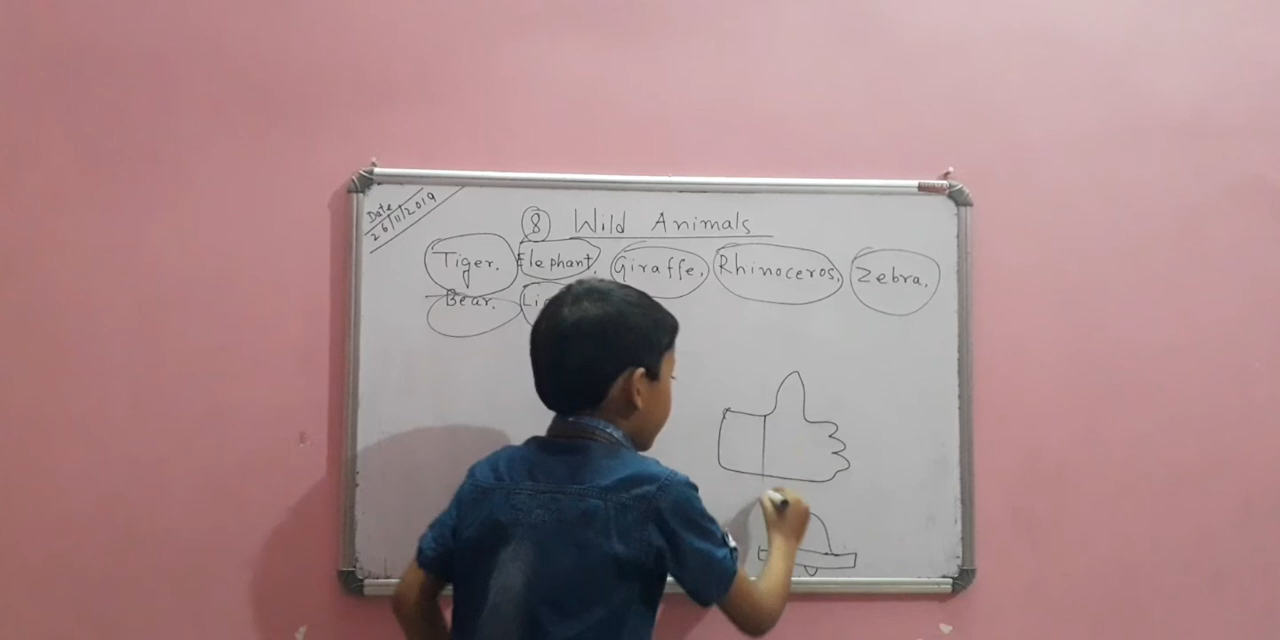 Date
26/11/2019
8 Wild Animals
Tiger. Elephant, Giraffe, Rhinoceros, Zebra,
Bear.